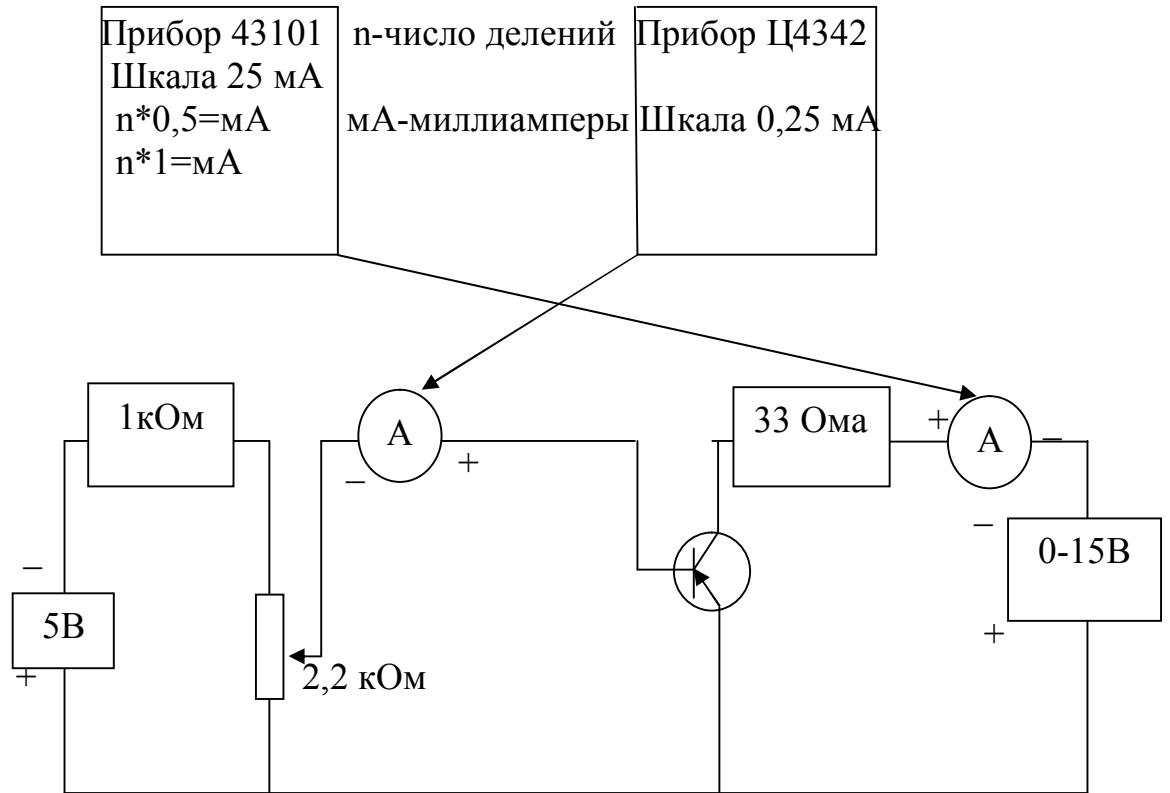 Прибор 43101 n-число делений Прибор Ц4342
Шкала 25 мА
n*0,5=мА мА-миллиамперы Шкала 0,25 мА
n*1=мА
1кОм
А
33 Ома
+
А
−
−
+
−
0-15В
−
5В
+
+
2,2 кОм